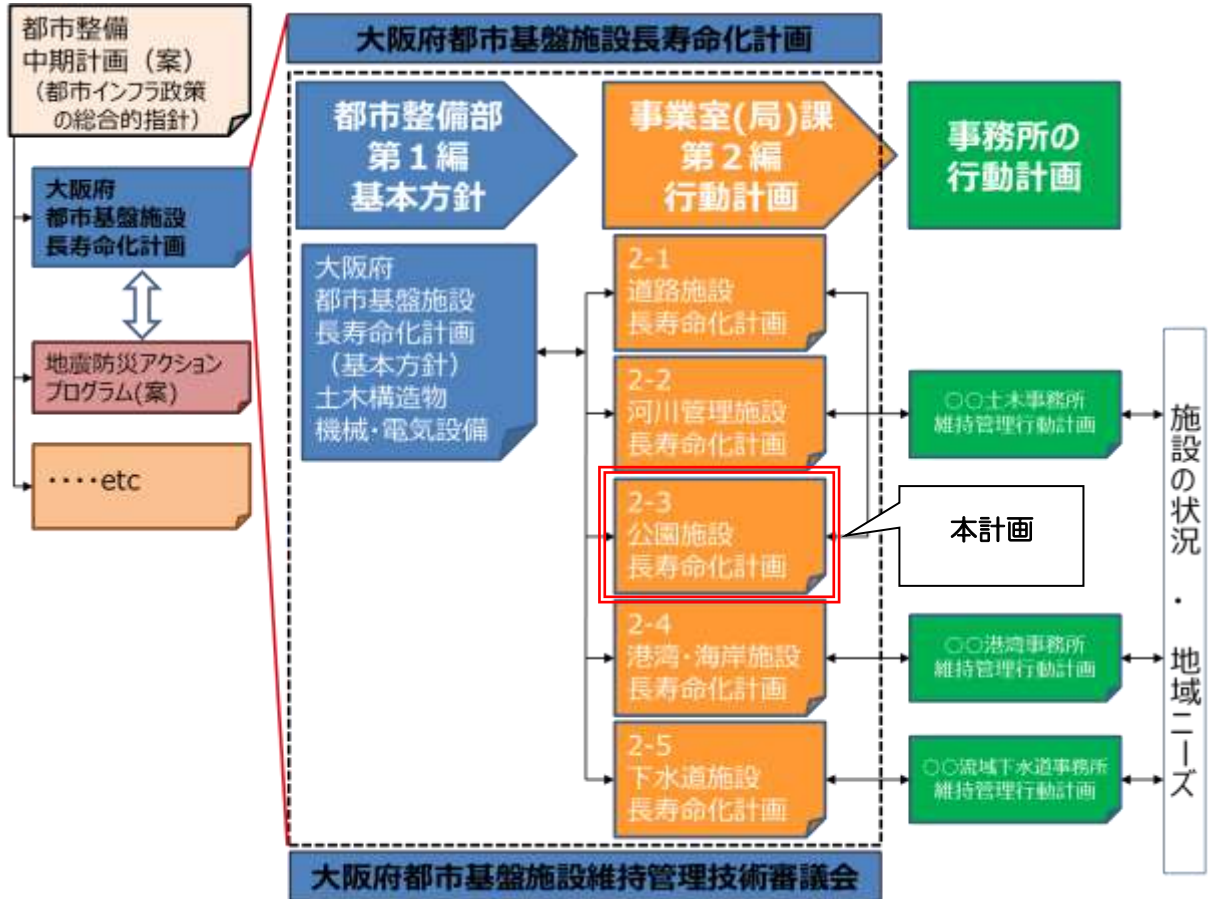 都市整備
中期計画（案）
（都市インフラ政策
の総合的指針）
大阪府
都市基盤施設
長寿命化計画
地震防災アクション
プログラム(案)
・・・・etc
大阪府都市基盤施設長寿命化計画
都市整備部
第１編
基本方針
事業室(局)課
第２編
行動計画
事務所の
行動計画
大阪府
都市基盤施設
長寿命化計画
（基本方針）
土木構造物
機械・電気設備
2-1
道路施設
長寿命化計画
2-2
河川管理施設
長寿命化計画
2-3
公園施設
長寿命化計画
2-4
港湾・海岸施設
長寿命化計画
2-5
下水道施設
長寿命化計画
本計画
○○土木事務所
維持管理行動計画
○○港湾事務所
維持管理行動計画
○○流域下水道事務所
維持管理行動計画
施設の状況・地域ニーズ
大阪府都市基盤施設維持管理技術審議会